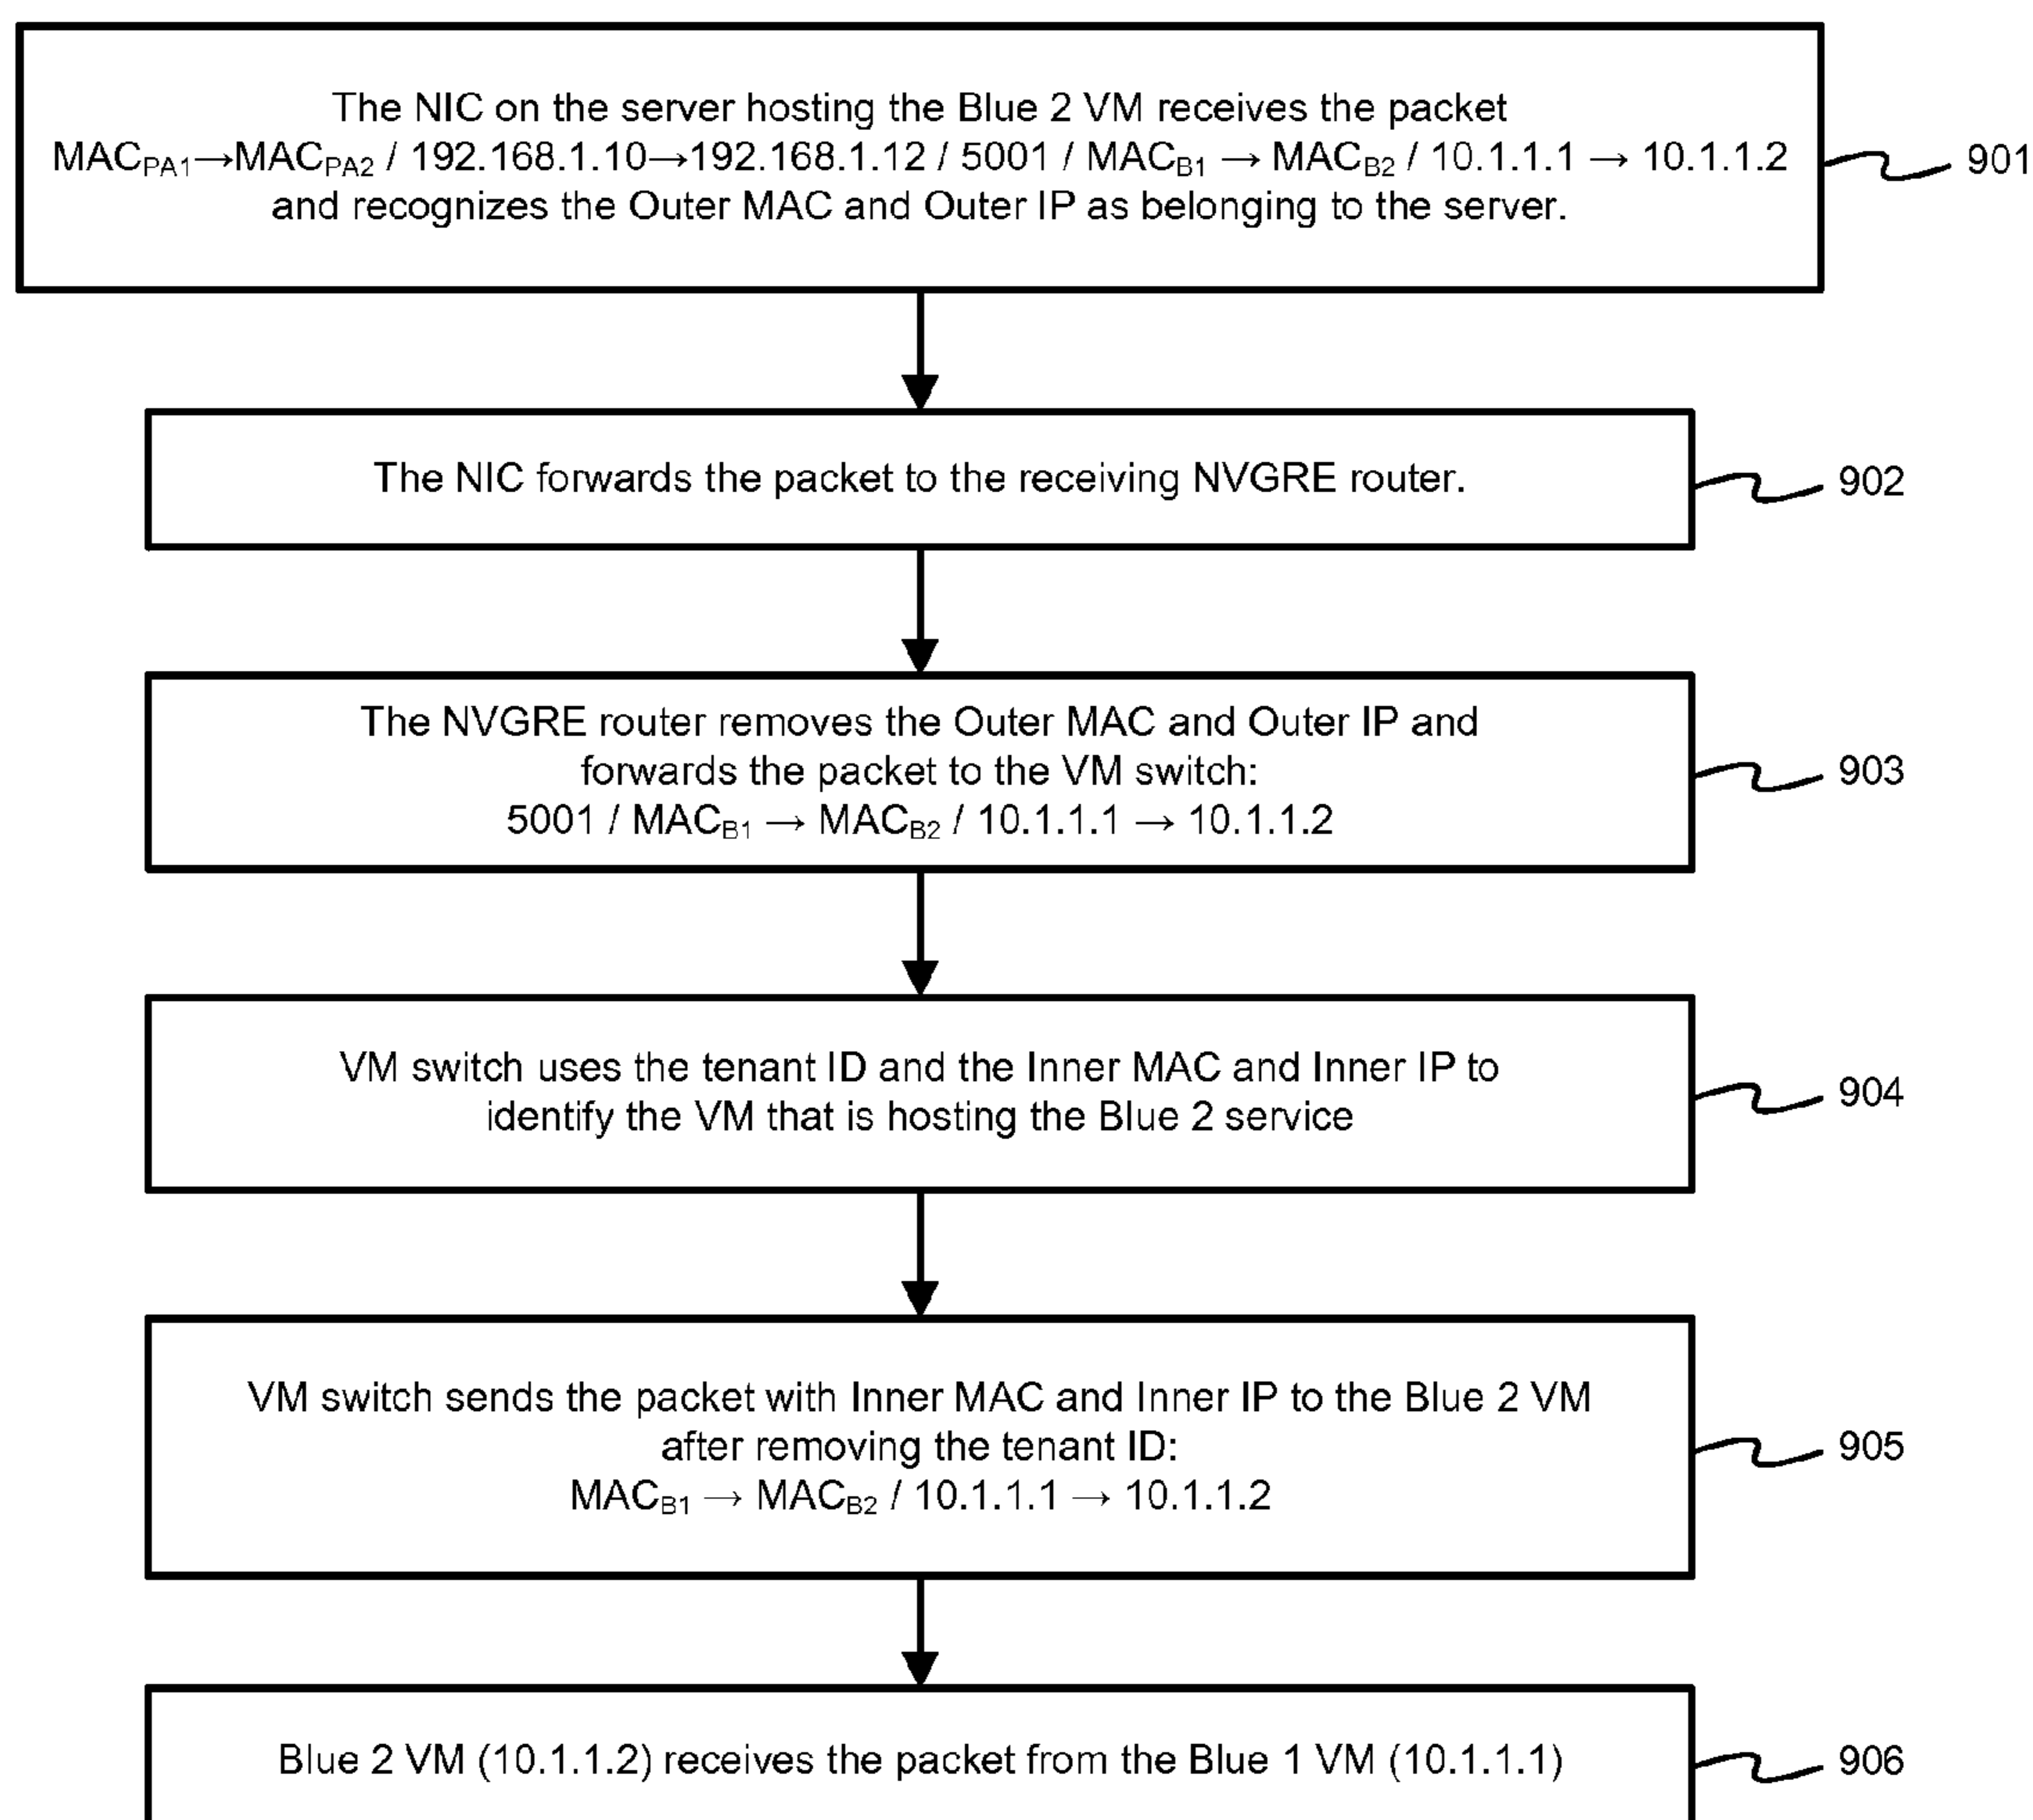 The NIC on the server hosting the Blue 2 VM receives the packet
MACPA1→MACPA2 / 192.168.1.10→192.168.1.12 / 5001 / MACB1 → MACB2 / 10.1.1.1 → 10.1.1.2
and recognizes the Outer MAC and Outer IP as belonging to the server.
901
The NIC forwards the packet to the receiving NVGRE router.
902
The NVGRE router removes the Outer MAC and Outer IP and
forwards the packet to the VM switch:
5001 / MACB1 → MACB2 / 10.1.1.1 → 10.1.1.2
903
VM switch uses the tenant ID and the Inner MAC and Inner IP to
identify the VM that is hosting the Blue 2 service
904
VM switch sends the packet with Inner MAC and Inner IP to the Blue 2 VM
after removing the tenant ID:
MACB1 → MACB2 / 10.1.1.1 → 10.1.1.2
905
Blue 2 VM (10.1.1.2) receives the packet from the Blue 1 VM (10.1.1.1)
906